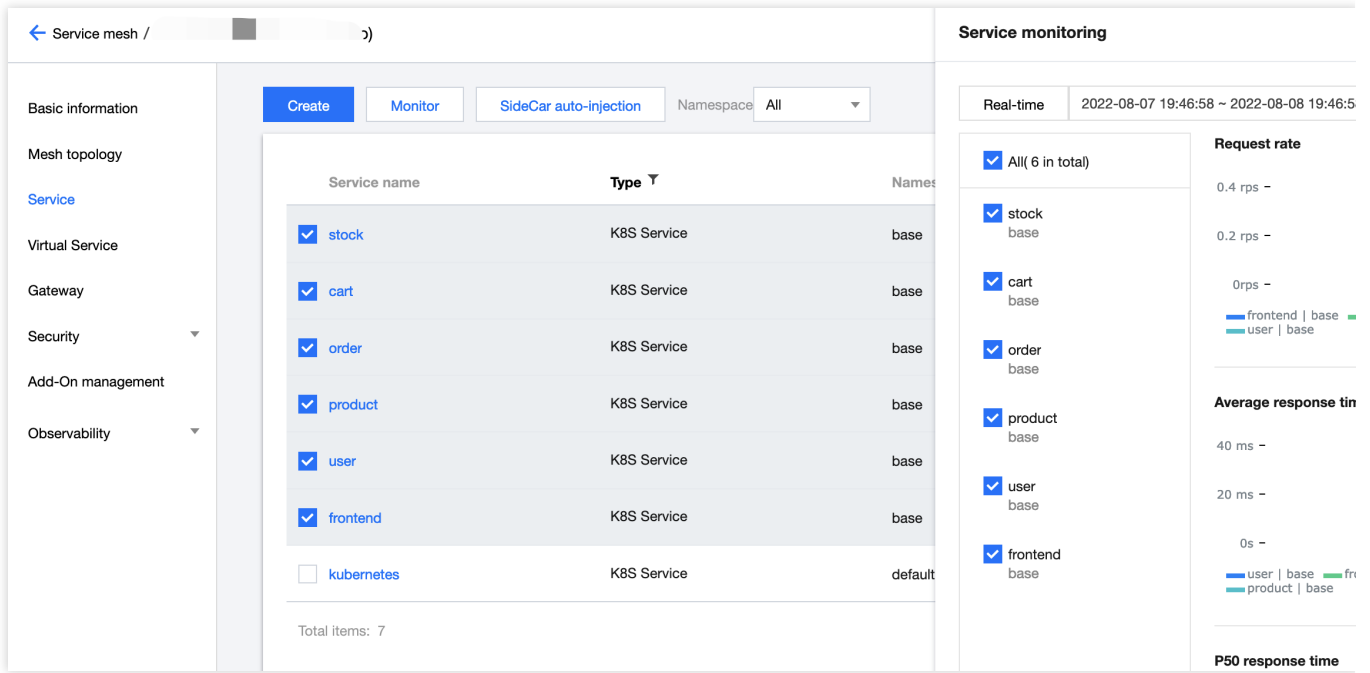 Service mesh /
Service monitoring
Basic information
Mesh topology
Service
Virtual Service
Gateway
Security
Add-On management
Observability
Create
Monitor
SideCar auto-injection
Namespace
All
Service name
Type
Names
stock K8S Service base
cart K8S Service base
order K8S Service base
product K8S Service base
user K8S Service base
frontend K8S Service base
kubernetes K8S Service default
Total items: 7
Real-time
2022-08-07 19:46:58 ~ 2022-08-08 19:46:5
All( 6 in total)
stock
base
cart
base
order
base
product
base
user
base
frontend
base
Request rate
0.4 rps
0.2 rps
0rps
frontend | base
user | base
Average response tim
40 ms
20 ms
0s
user | base fro
product | base
P50 response time